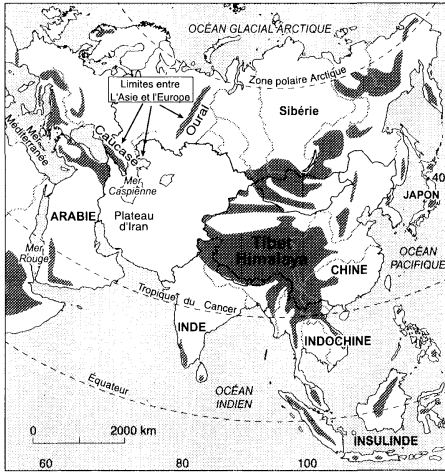 OCÉAN GLACIAL ARCTIQUE
Zone polaire Arctique
Limites entre
L'Asie et l'Europe
Oural
Sibérie
Mer
Méditerranée
Caucase
Mer
Caspienne
40
JAPON
ARABIE
Plateau
d'Iran
Mer
Rouge
Tibet
Himalaya
CHINE
OCÉAN
PACIFIQUE
Tropique du Cancer
INDE
INDOCHINE
Équateur
OCÉAN
INDIEN
0 2000 km
INSULINDE
60 80 100